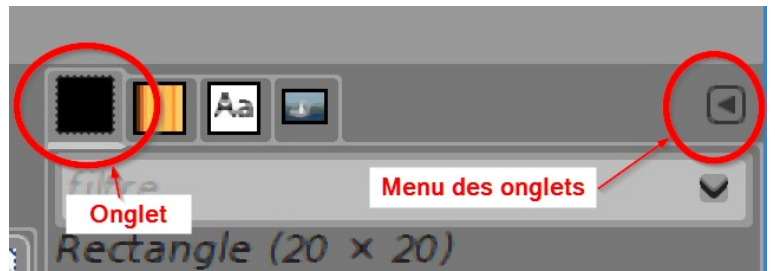 Aa
filtre
Menu des onglets
Onglet
Rectangle (20 × 20)